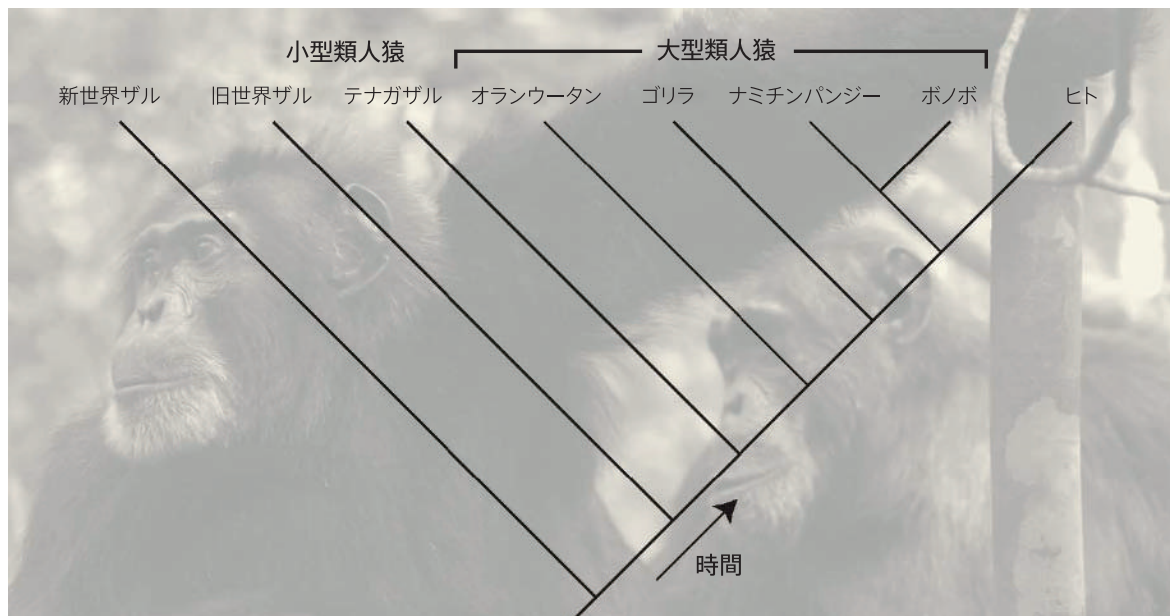 小型類人猿
大型類人猿
新世界ザル
旧世界ザル
テナガザル
オランウータン
ゴリラ
ナミチンパンジー
ボノボ
ヒト
時間